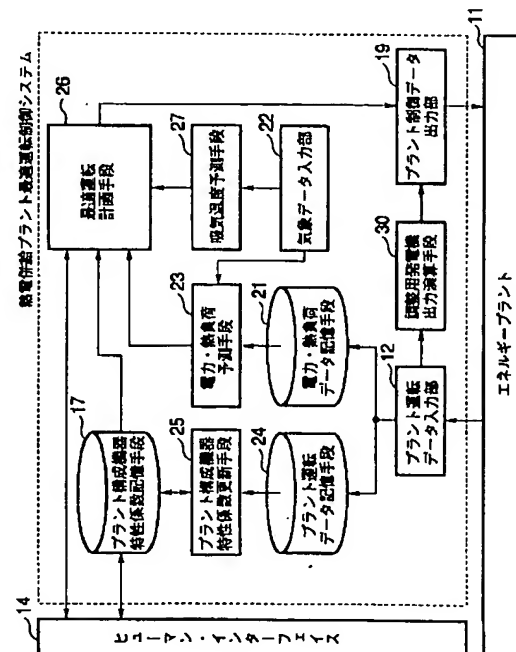 熱電併給プラント最適運転制御システム
14
ヒューマン・インターフェイス
17
プラント構成機器
特性係数記憶手段
25
プラント構成機器
特性係数更新手段
24
プラント運転
データ記憶手段
26
最適運転
計画手段
23
電力・熱負荷
予測手段
21
電力・熱負荷
データ記憶手段
27
吸気温度予測手段
22
気象データ入力部
12
プラント運転
データ入力部
30
調整用発電機
出力演算手段
19
プラント制御データ
出力部
11
エネルギープラント